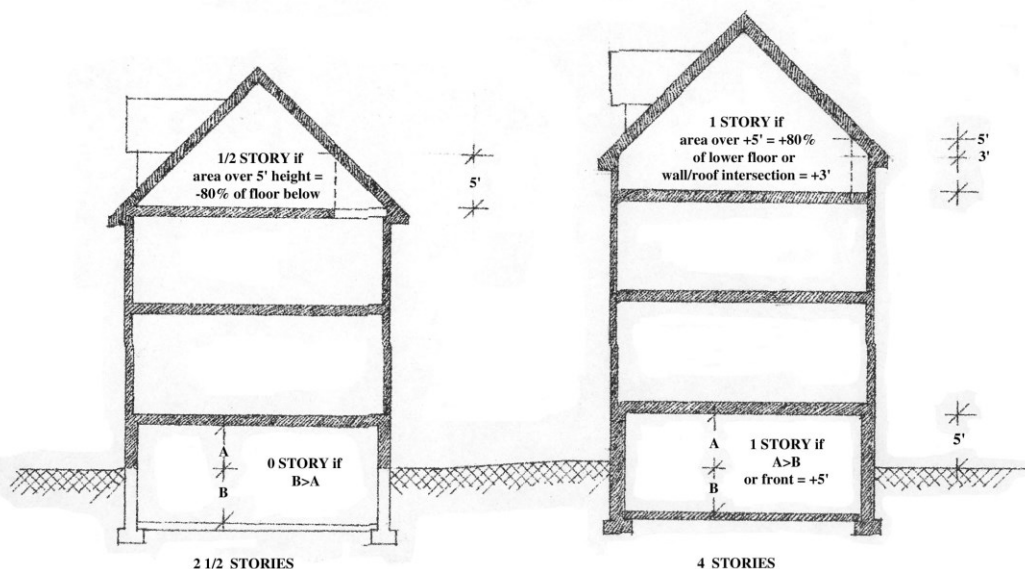 1/2 STORY if
area over 5' height =
-80% of floor below
5'
1 STORY if
area over +5' = +80%
of lower floor or
wall/roof intersection = +3'
5'
3'
A
B
0 STORY if
B>A
A
B
1 STORY if
A>B
or front = +5'
5'
2 1/2 STORIES
4 STORIES